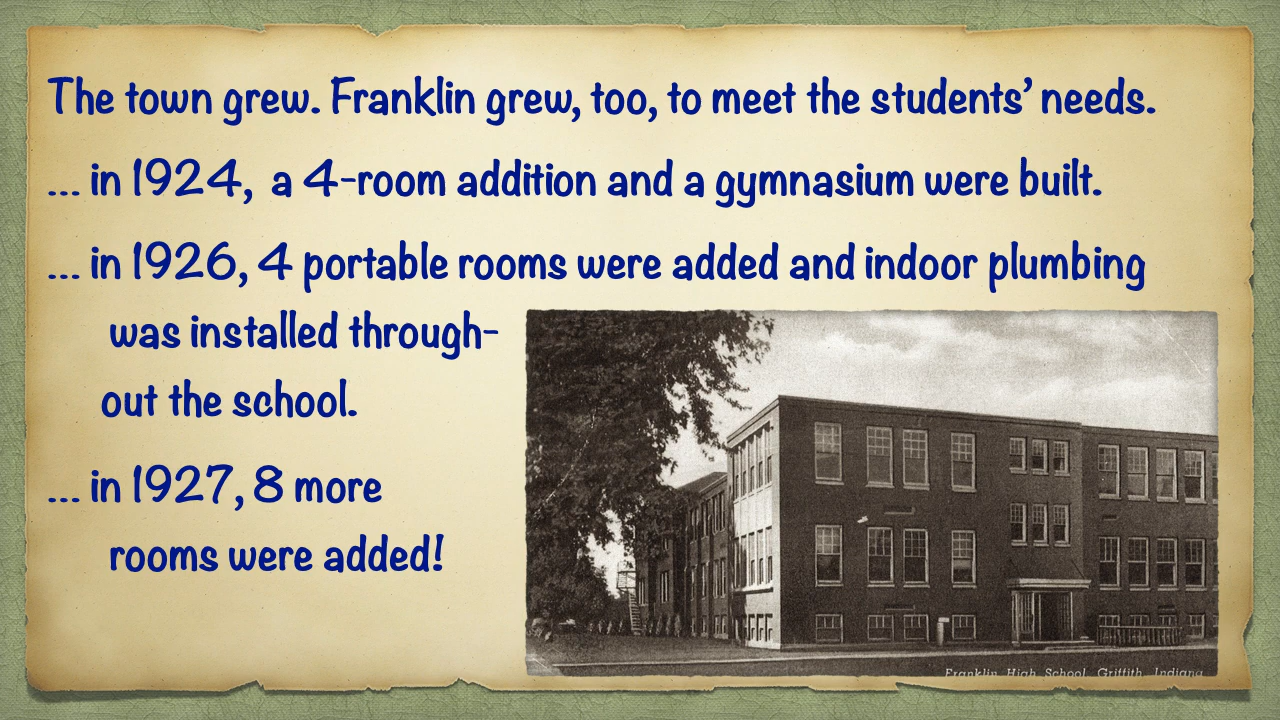 The town grew. Franklin grew, too, to meet the students’ needs.
... in 1924, a 4-room addition and a gymnasium were built.
... in 1926, 4 portable rooms were added and indoor plumbing
was installed through-
out the school.
... in 1927, 8 more
rooms were added!
Franklin High School, Griffith, Indiana